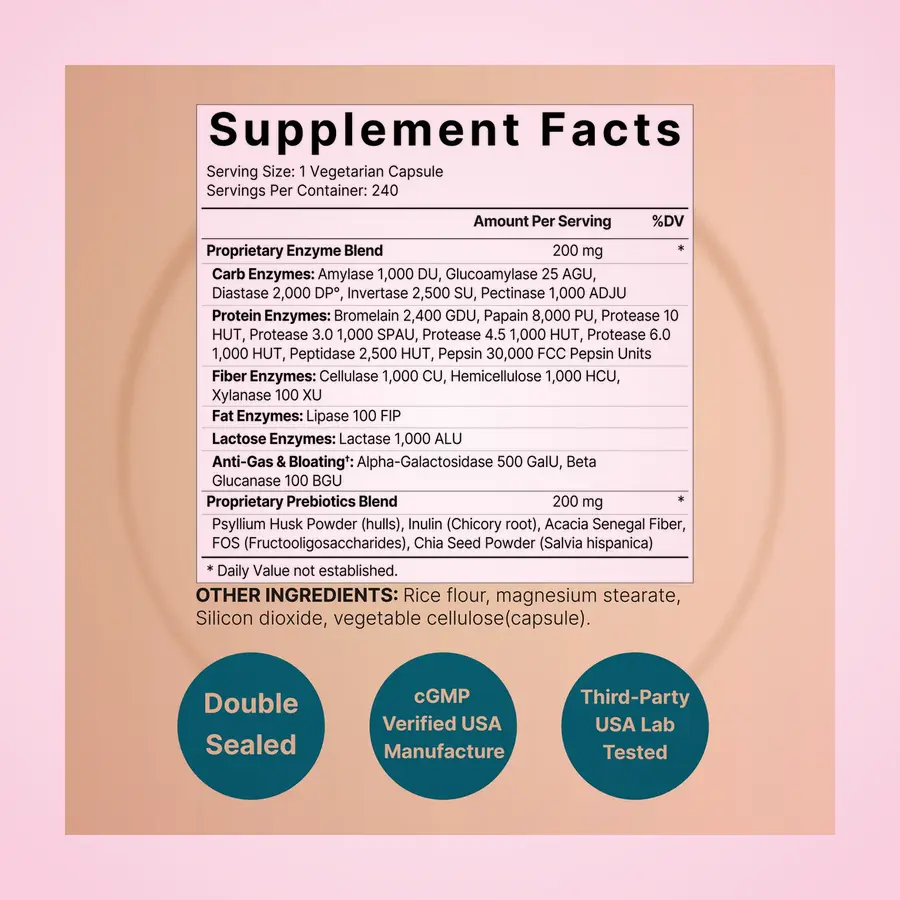 Supplement Facts
Serving Size: 1 Vegetarian Capsule
Servings Per Container: 240
Amount Per Serving %DV
Proprietary Enzyme Blend 200 mg *
Carb Enzymes: Amylase 1,000 DU, Glucoamylase 25 AGU,
Diastase 2,000 DP°, Invertase 2,500 SU, Pectinase 1,000 ADJU
Protein Enzymes: Bromelain 2,400 GDU, Papain 8,000 PU, Protease 10
HUT, Protease 3.0 1,000 SPAU, Protease 4.5 1,000 HUT, Protease 6.0
1,000 HUT, Peptidase 2,500 HUT, Pepsin 30,000 FCC Pepsin Units
Fiber Enzymes: Cellulase 1,000 CU, Hemicellulose 1,000 HCU,
Xylanase 100 XU
Fat Enzymes: Lipase 100 FIP
Lactose Enzymes: Lactase 1,000 ALU
Anti-Gas & Bloating†: Alpha-Galactosidase 500 GalU, Beta
Glucanase 100 BGU
Proprietary Prebiotics Blend 200 mg *
Psyllium Husk Powder (hulls), Inulin (Chicory root), Acacia Senegal Fiber,
FOS (Fructooligosaccharides), Chia Seed Powder (Salvia hispanica)
* Daily Value not established.
OTHER INGREDIENTS: Rice flour, magnesium stearate,
Silicon dioxide, vegetable cellulose(capsule).
Double
Sealed
cGMP
Verified USA
Manufacture
Third-Party
USA Lab
Tested